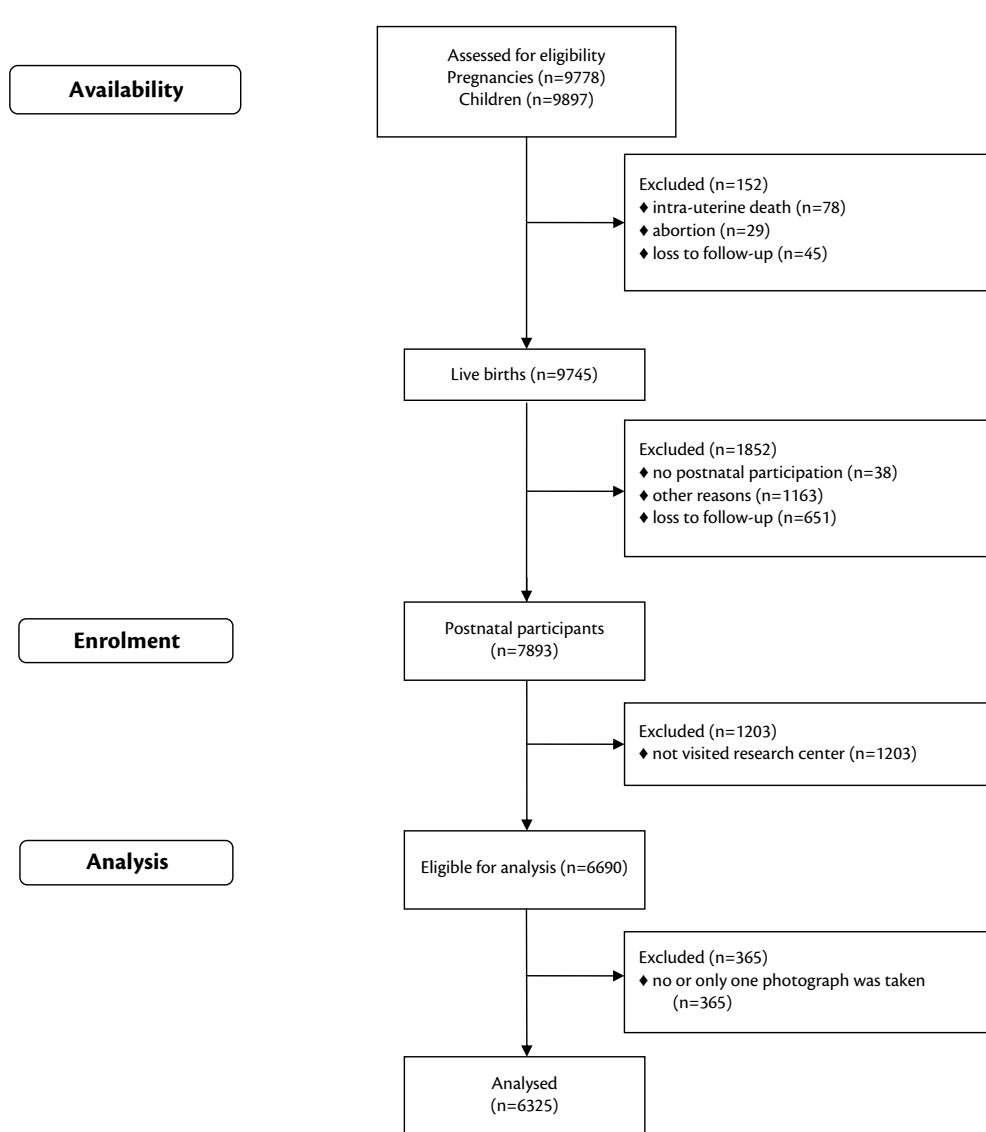 Availability
Assessed for eligibility
Pregnancies (n=9778)
Children (n=9897)
Excluded (n=152)
♦ intra-uterine death (n=78)
♦ abortion (n=29)
♦ loss to follow-up (n=45)
Live births (n=9745)
Excluded (n=1852)
♦ no postnatal participation (n=38)
♦ other reasons (n=1163)
♦ loss to follow-up (n=651)
Enrolment
Postnatal participants
(n=7893)
Excluded (n=1203)
♦ not visited research center (n=1203)
Analysis
Eligible for analysis (n=6690)
Excluded (n=365)
♦ no or only one photograph was taken
(n=365)
Analysed
(n=6325)